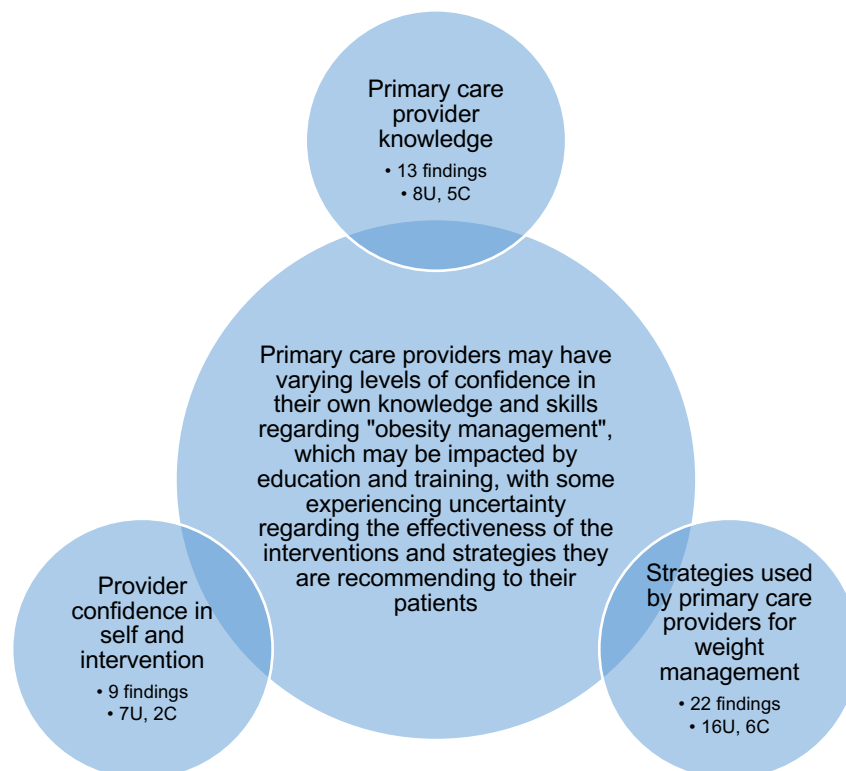 Primary care
provider
knowledge
• 13 findings
• 8U, 5C
Primary care providers may have
varying levels of confidence in
their own knowledge and skills
regarding "obesity management",
which may be impacted by
education and training, with some
experiencing uncertainty
regarding the effectiveness of the
interventions and strategies they
are recommending to their
patients
Provider
confidence in
self and
intervention
• 9 findings
• 7U, 2C
Strategies used
by primary care
providers for
weight
management
• 22 findings
• 16U, 6C